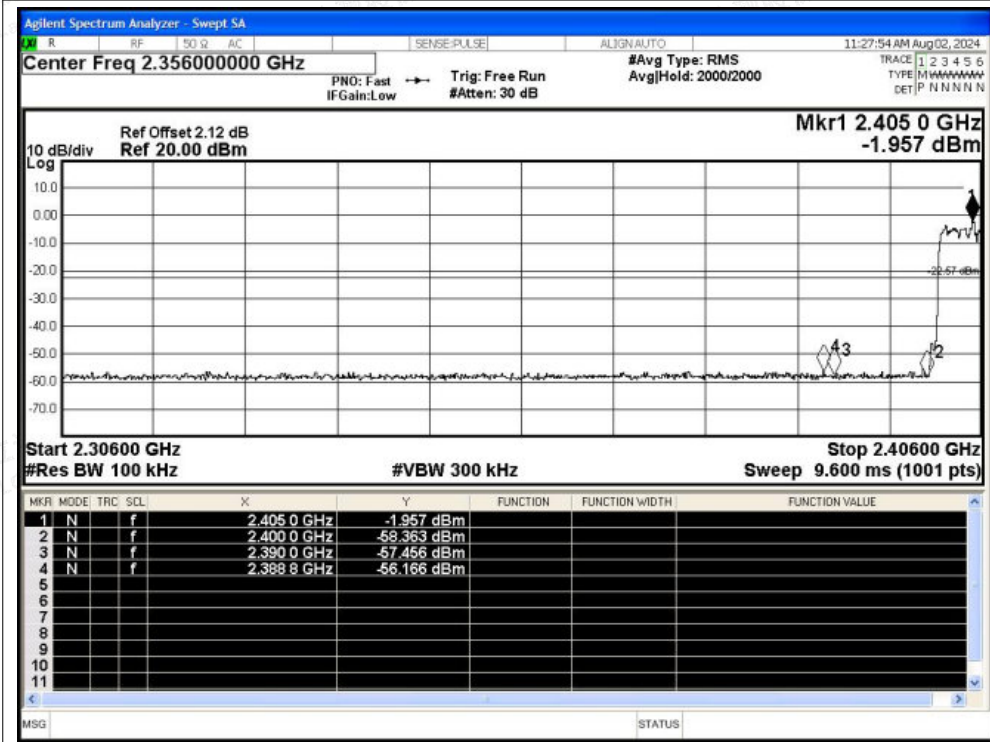 Agilent Spectrum Analyzer - Swept SA
LXI R RF 50 Ω AC SENSE:PULSE ALIGN AUTO 11:27:54 AM Aug 02, 2024
Center Freq 2.356000000 GHz
PNO: Fast
IFGain:Low
Trig: Free Run
#Atten: 30 dB
#Avg Type: RMS
Avg|Hold: 2000/2000
TRACE 1 2 3 4 5 6
TYPE M
DET P N N N N N
Mkr1 2.405 0 GHz
-1.957 dBm
Ref Offset 2.12 dB
10 dB/div Ref 20.00 dBm
Log
10.0
0.00
-10.0
-20.0
-30.0
-40.0
-50.0
-60.0
-70.0
1
-22.57 dBm
4 3
2
Start 2.30600 GHz Stop 2.40600 GHz
#Res BW 100 kHz #VBW 300 kHz Sweep 9.600 ms (1001 pts)
MKR MODE TRC SCL X Y FUNCTION FUNCTION WIDTH FUNCTION VALUE
1 N f 2.405 0 GHz -1.957 dBm
2 N f 2.400 0 GHz -58.363 dBm
3 N f 2.390 0 GHz -57.456 dBm
4 N f 2.388 8 GHz -56.166 dBm
5
6
7
8
9
10
11
MSG STATUS